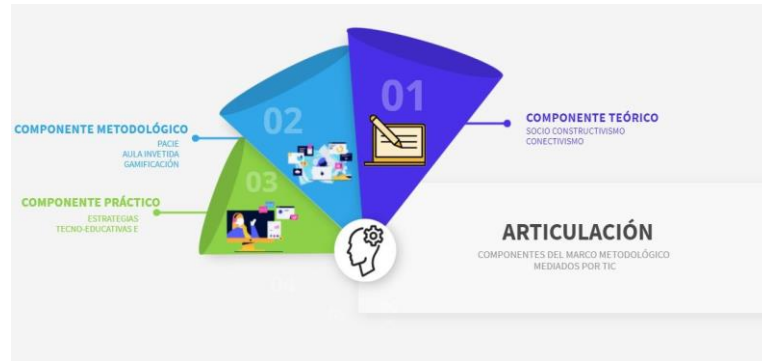 01
COMPONENTE TEÓRICO
SOCIO CONSTRUCTIVISMO
CONECTIVISMO
02
COMPONENTE METODOLÓGICO
PACIE
AULA INVETIDA
GAMIFICACIÓN
03
COMPONENTE PRÁCTICO
ESTRATEGIAS
TECNO-EDUCATIVAS E
04
ARTICULACIÓN
COMPONENTES DEL MARCO METODOLÓGICO
MEDIADOS POR TIC